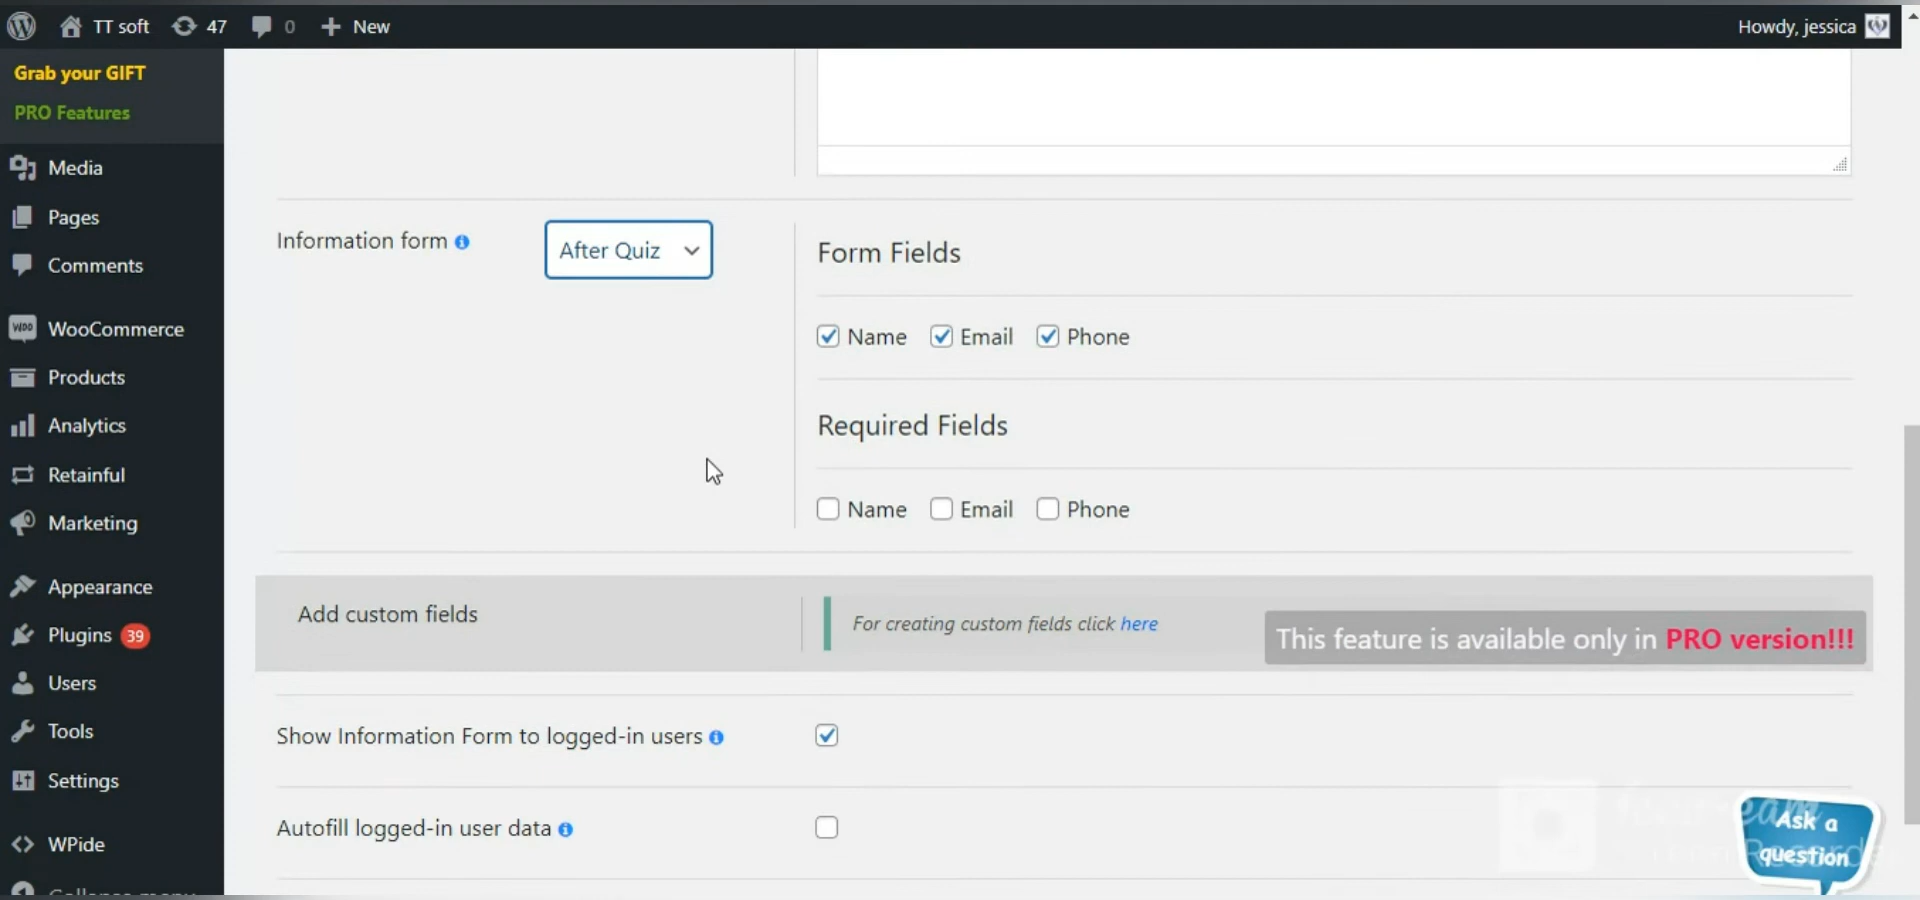 TT soft 47 0 New Howdy, jessica
Grab your GIFT
PRO Features
Media
Pages
Comments
WooCommerce
Products
Analytics
Retainful
Marketing
Appearance
Plugins 39
Users
Tools
Settings
WPide
Collapse menu
Information form After Quiz
Form Fields
Name Email Phone
Required Fields
Name Email Phone
Add custom fields
For creating custom fields click here
This feature is available only in PRO version!!!
Show Information Form to logged-in users
Autofill logged-in user data
Ask a
question